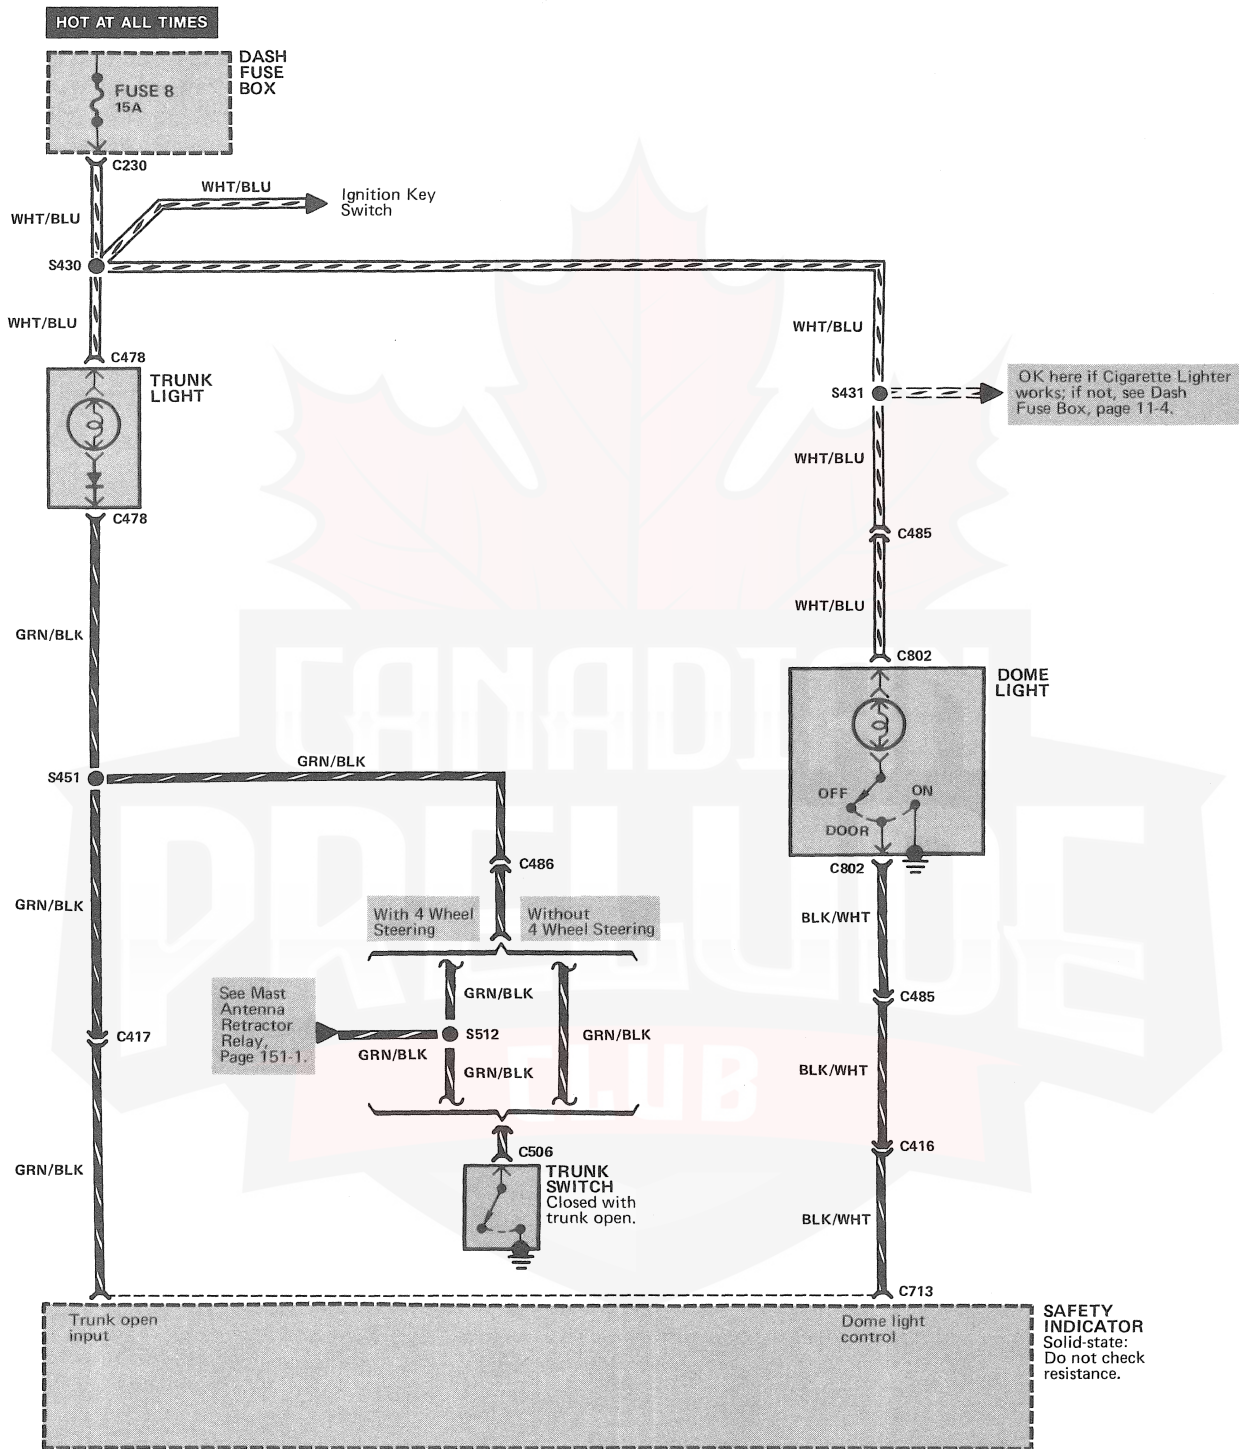 HOT AT ALL TIMES
DASH
FUSE
BOX
FUSE 8
15A
C230
WHT/BLU
Ignition Key
Switch
WHT/BLU
S430
WHT/BLU
WHT/BLU
C478
TRUNK
LIGHT
S431
OK here if Cigarette Lighter
works; if not, see Dash
Fuse Box, page 11-4.
WHT/BLU
C478
C485
WHT/BLU
GRN/BLK
C802
DOME
LIGHT
CANADIAN
GRN/BLK
S451
OFF
ON
DOOR
PRELUDE
C486
C802
GRN/BLK
With 4 Wheel
Steering
Without
4 Wheel Steering
BLK/WHT
GRN/BLK
C485
See Mast
Antenna
Retractor
Relay,
Page 151-1.
C417
S512
GRN/BLK
GRN/BLK
GRN/BLK
BLK/WHT
CLUB
C506
C416
GRN/BLK
TRUNK
SWITCH
Closed with
trunk open.
BLK/WHT
C713
Trunk open
input
Dome light
control
SAFETY
INDICATOR
Solid-state:
Do not check
resistance.